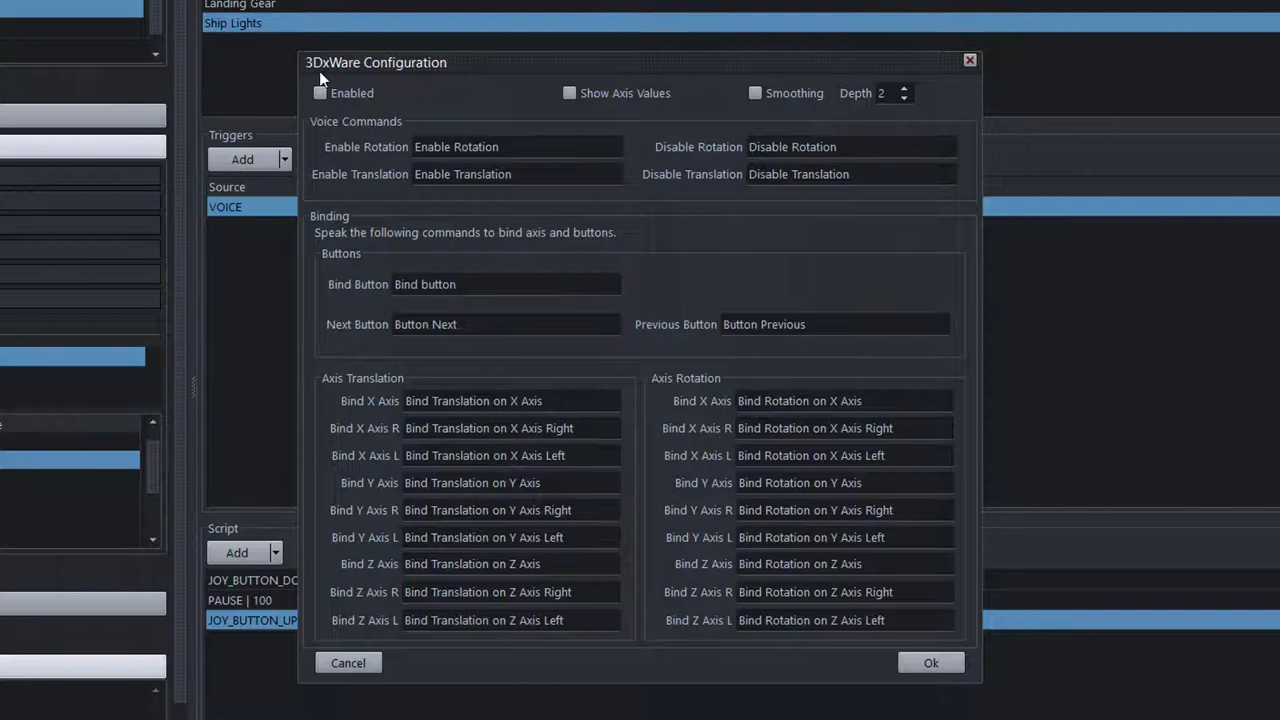 Landing Gear
Ship Lights
3DxWare Configuration
Enabled
Show Axis Values
Smoothing
Depth 2
Triggers
Add
Source
VOICE
Voice Commands
Enable Rotation Enable Rotation
Disable Rotation Disable Rotation
Enable Translation Enable Translation
Disable Translation Disable Translation
Binding
Speak the following commands to bind axis and buttons.
Buttons
Bind Button Bind button
Next Button Button Next
Previous Button Button Previous
Axis Translation
Bind X Axis Bind Translation on X Axis
Bind X Axis R Bind Translation on X Axis Right
Bind X Axis L Bind Translation on X Axis Left
Bind Y Axis Bind Translation on Y Axis
Bind Y Axis R Bind Translation on Y Axis Right
Bind Y Axis L Bind Translation on Y Axis Left
Bind Z Axis Bind Translation on Z Axis
Bind Z Axis R Bind Translation on Z Axis Right
Bind Z Axis L Bind Translation on Z Axis Left
Axis Rotation
Bind X Axis Bind Rotation on X Axis
Bind X Axis R Bind Rotation on X Axis Right
Bind X Axis L Bind Rotation on X Axis Left
Bind Y Axis Bind Rotation on Y Axis
Bind Y Axis R Bind Rotation on Y Axis Right
Bind Y Axis L Bind Rotation on Y Axis Left
Bind Z Axis Bind Rotation on Z Axis
Bind Z Axis R Bind Rotation on Z Axis Right
Bind Z Axis L Bind Rotation on Z Axis Left
Cancel
Ok
Script
Add
JOY_BUTTON_DO
PAUSE | 100
JOY_BUTTON_UP